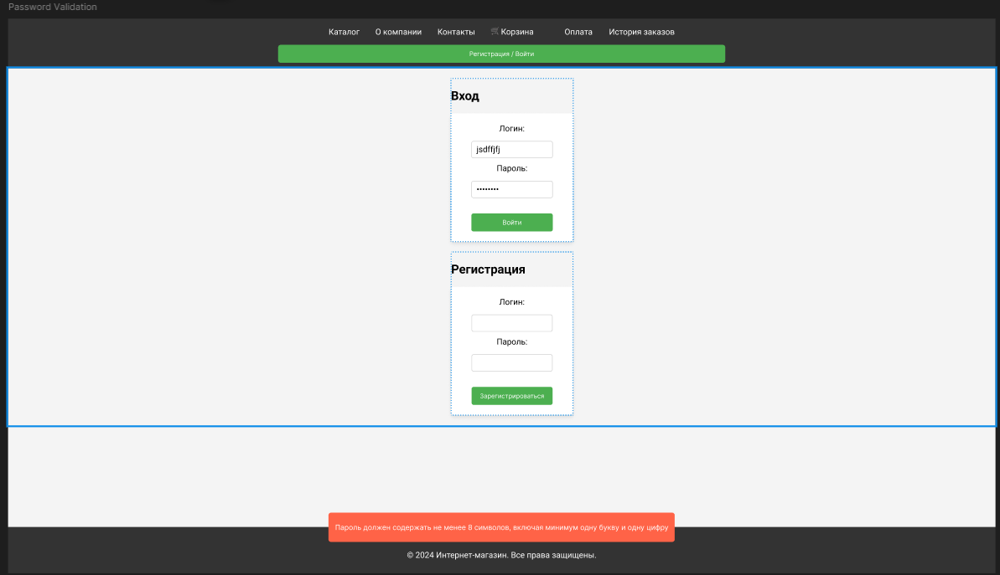 Password Validation
Каталог О компании Контакты 🛒 Корзина Оплата История заказов
Регистрация / Войти
Вход
Логин:
jsdffjfj
Пароль:
••••••••
Войти
Регистрация
Логин:
Пароль:
Зарегистрироваться
Пароль должен содержать не менее 8 символов, включая минимум одну букву и одну цифру
© 2024 Интернет-магазин. Все права защищены.